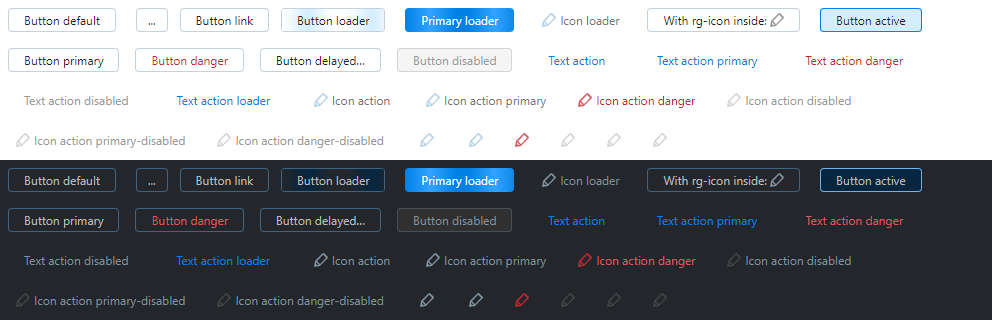 Button default ... Button link Button loader Primary loader Icon loader With rg-icon inside: Button active
Button primary Button danger Button delayed... Button disabled Text action Text action primary Text action danger
Text action disabled Text action loader Icon action Icon action primary Icon action danger Icon action disabled
Icon action primary-disabled Icon action danger-disabled
Button default ... Button link Button loader Primary loader Icon loader With rg-icon inside: Button active
Button primary Button danger Button delayed... Button disabled Text action Text action primary Text action danger
Text action disabled Text action loader Icon action Icon action primary Icon action danger Icon action disabled
Icon action primary-disabled Icon action danger-disabled